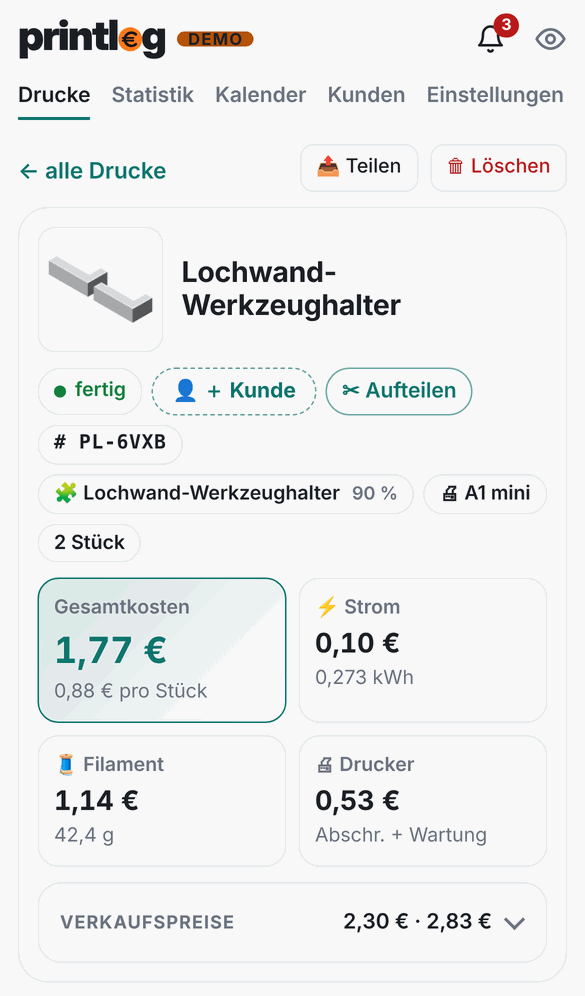 printl€g DEMO 3
Drucke Statistik Kalender Kunden Einstellungen
← alle Drucke 📤 Teilen 🗑 Löschen
Lochwand-
Werkzeughalter
● fertig 👤 + Kunde ✂ Aufteilen
# PL-6VXB
🧩 Lochwand-Werkzeughalter 90 % 🖨 A1 mini
2 Stück
Gesamtkosten ⚡ Strom
1,77 € 0,10 €
0,88 € pro Stück 0,273 kWh
🧵 Filament 🖨 Drucker
1,14 € 0,53 €
42,4 g Abschr. + Wartung
VERKAUFSPREISE 2,30 € · 2,83 €